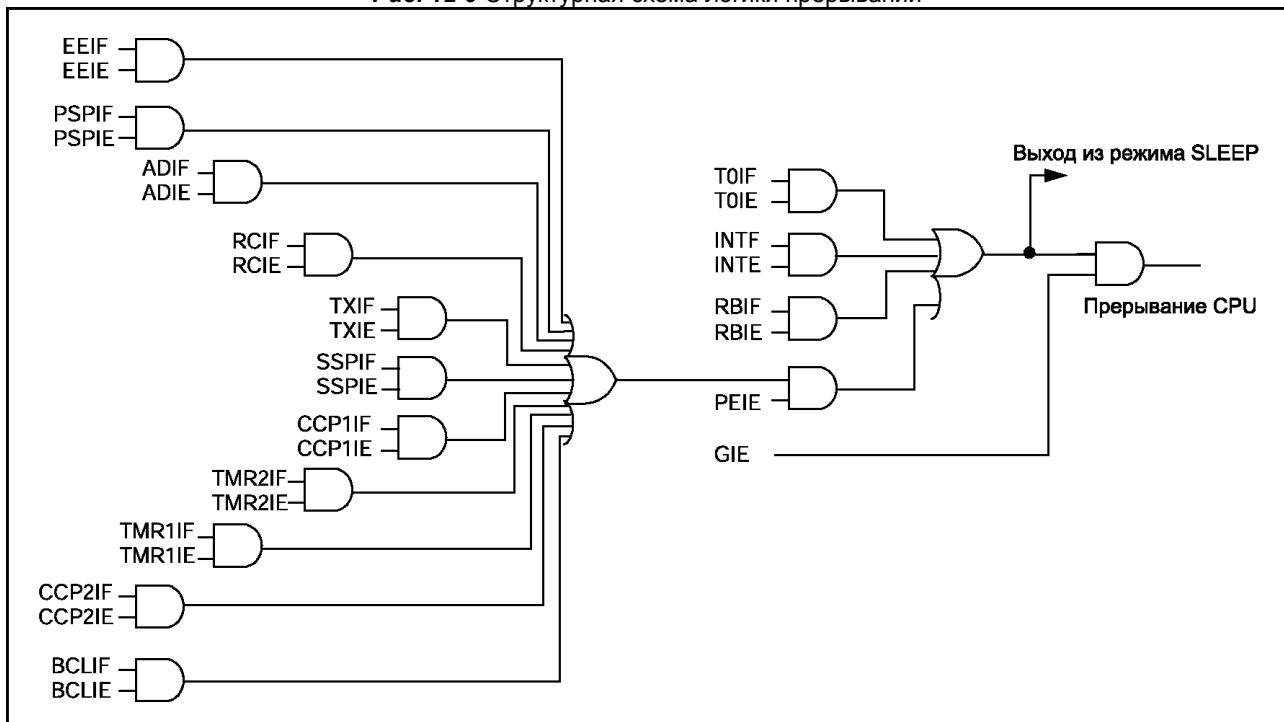 EEIF
EEIE
PSPIF
PSPIE
ADIF
ADIE
RCIF
RCIE
TXIF
TXIE
SSPIF
SSPIE
CCP1IF
CCP1IE
TMR2IF
TMR2IE
TMR1IF
TMR1IE
CCP2IF
CCP2IE
BCLIF
BCLIE
T0IF
T0IE
INTF
INTE
RBIF
RBIE
PEIE
GIE
Выход из режима SLEEP
Прерывание CPU